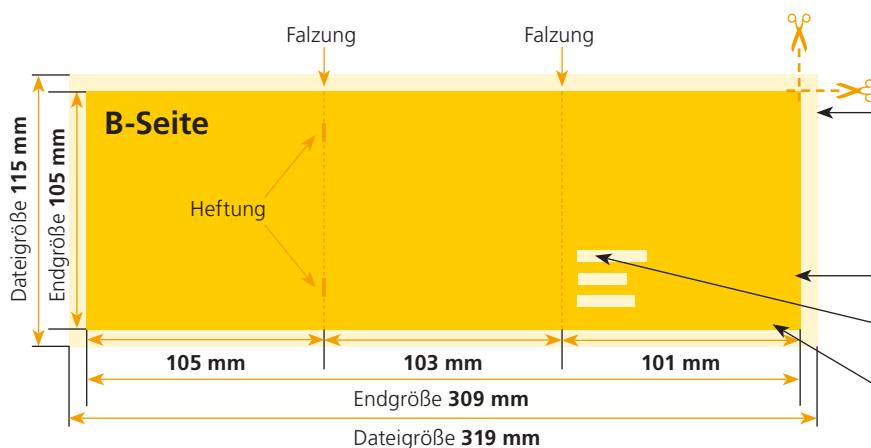 Falzung
Falzung
B-Seite
Heftung
Dateigröße 115 mm
Endgröße 105 mm
105 mm
103 mm
101 mm
Endgröße 309 mm
Dateigröße 319 mm